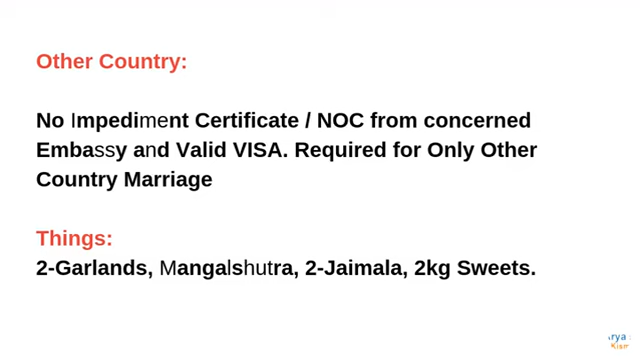 Other Country:
No Impediment Certificate / NOC from concerned
Embassy and Valid VISA. Required for Only Other
Country Marriage
Things:
2-Garlands, Mangalshutra, 2-Jaimala, 2kg Sweets.